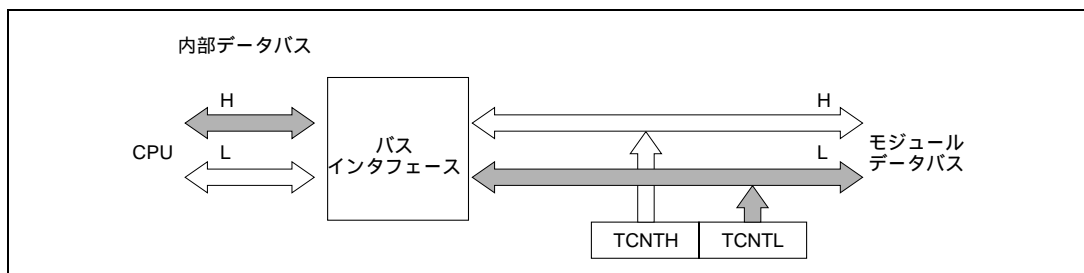 内部データバス
H
CPU
L
バス
インタフェース
H
L
モジュール
データバス
TCNTH
TCNTL